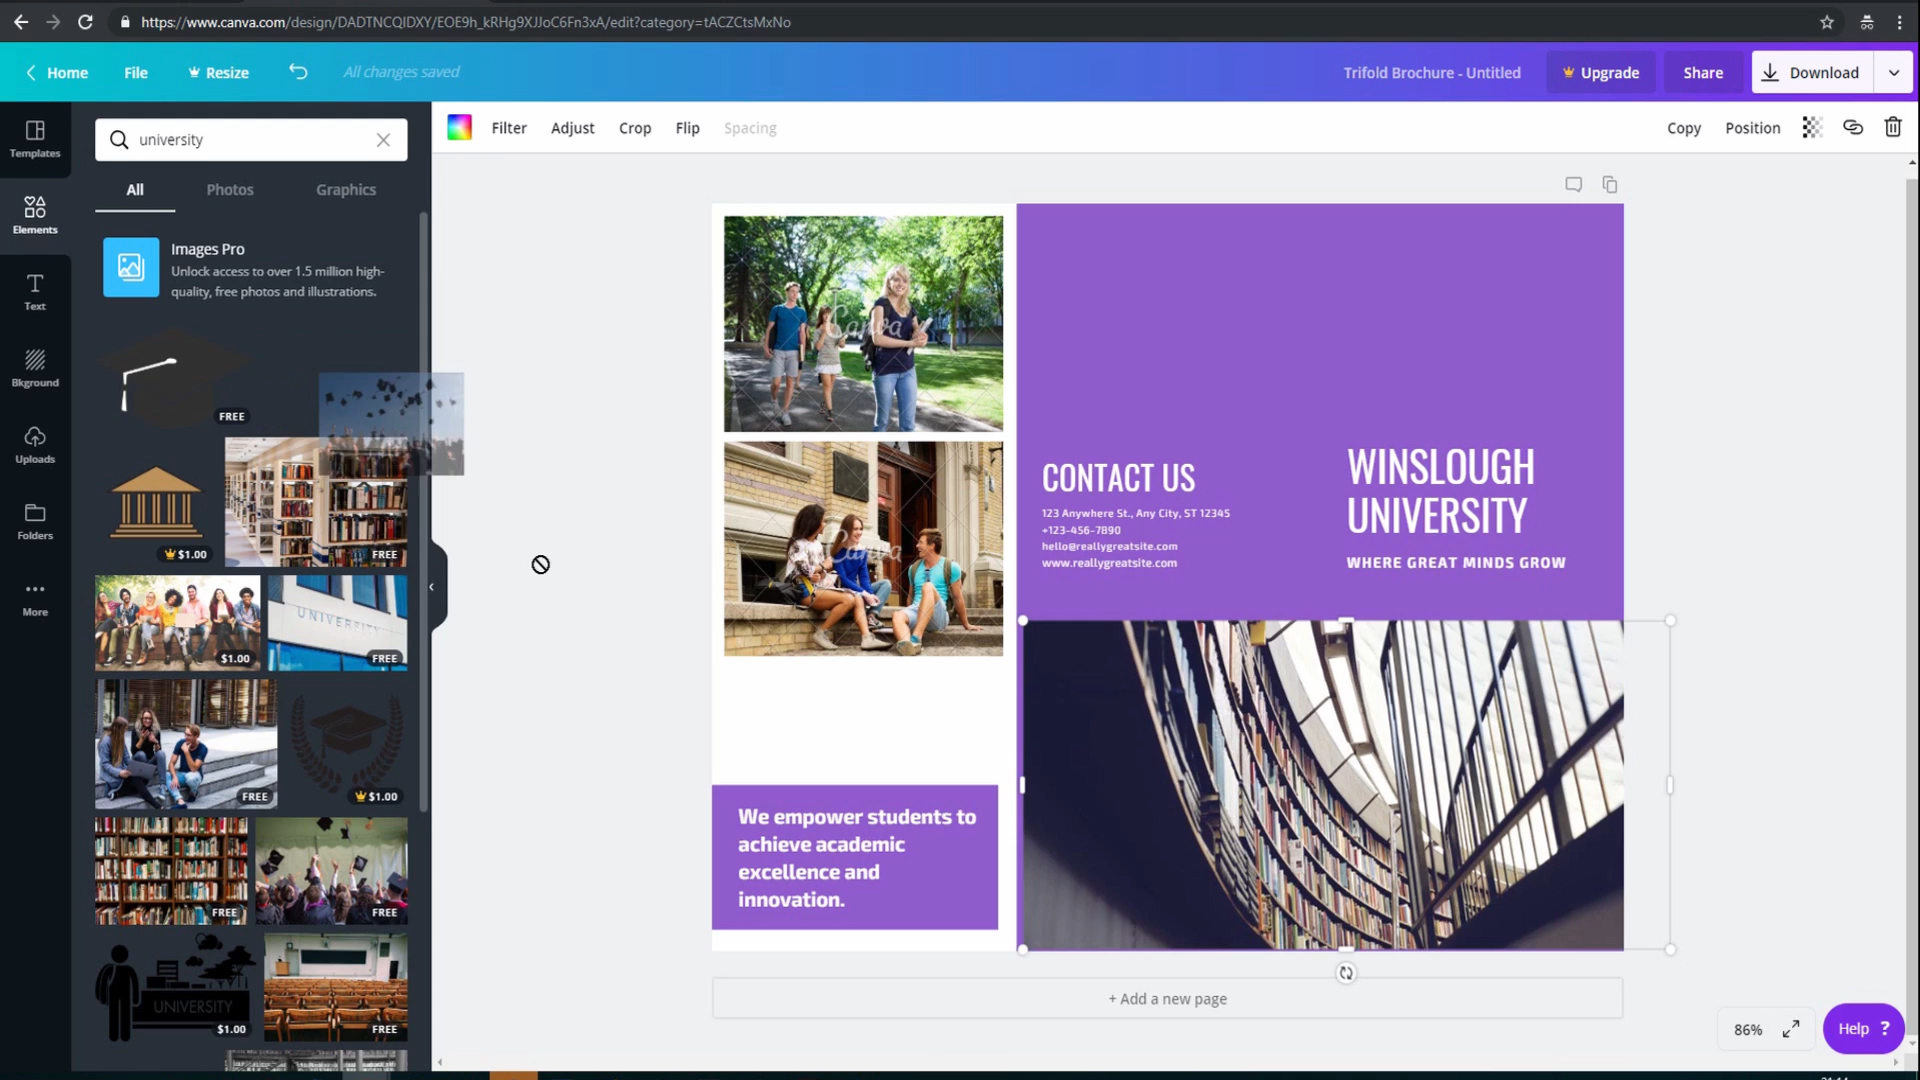 https://www.canva.com/design/DADTNCQIDXY/EOE9h_kRHg9XJJoC6Fn3xA/edit?category=tACZCtsMxNo
Home
File
Resize
All changes saved
Trifold Brochure - Untitled
Upgrade
Share
Download
Templates
Elements
Text
Bkground
Uploads
Folders
More
university
All
Photos
Graphics
Images Pro
Unlock access to over 1.5 million high-
quality, free photos and illustrations.
FREE
$1.00
FREE
$1.00
UNIVERSITY
FREE
FREE
$1.00
FREE
FREE
UNIVERSITY
$1.00
FREE
Filter
Adjust
Crop
Flip
Spacing
Copy
Position
Canva
Canva
We empower students to
achieve academic
excellence and
innovation.
CONTACT US
123 Anywhere St., Any City, ST 12345
+123-456-7890
hello@reallygreatsite.com
www.reallygreatsite.com
WINSLOUGH
UNIVERSITY
WHERE GREAT MINDS GROW
+ Add a new page
86%
Help ?